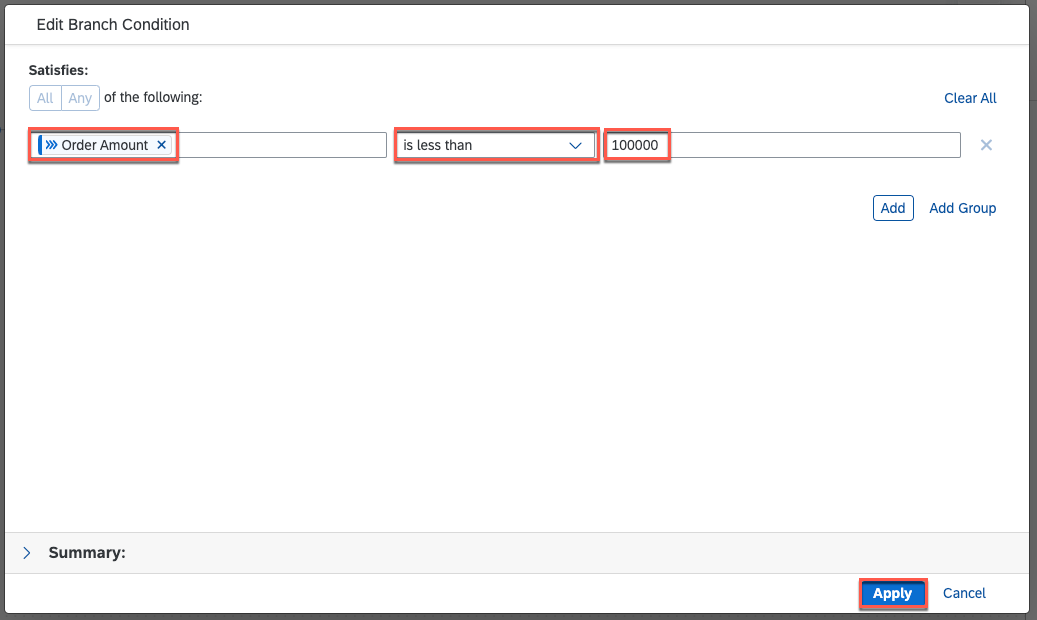 Edit Branch Condition
Satisfies:
All Any of the following:
Clear All
Order Amount is less than 100000
Add Add Group
Summary:
Apply Cancel